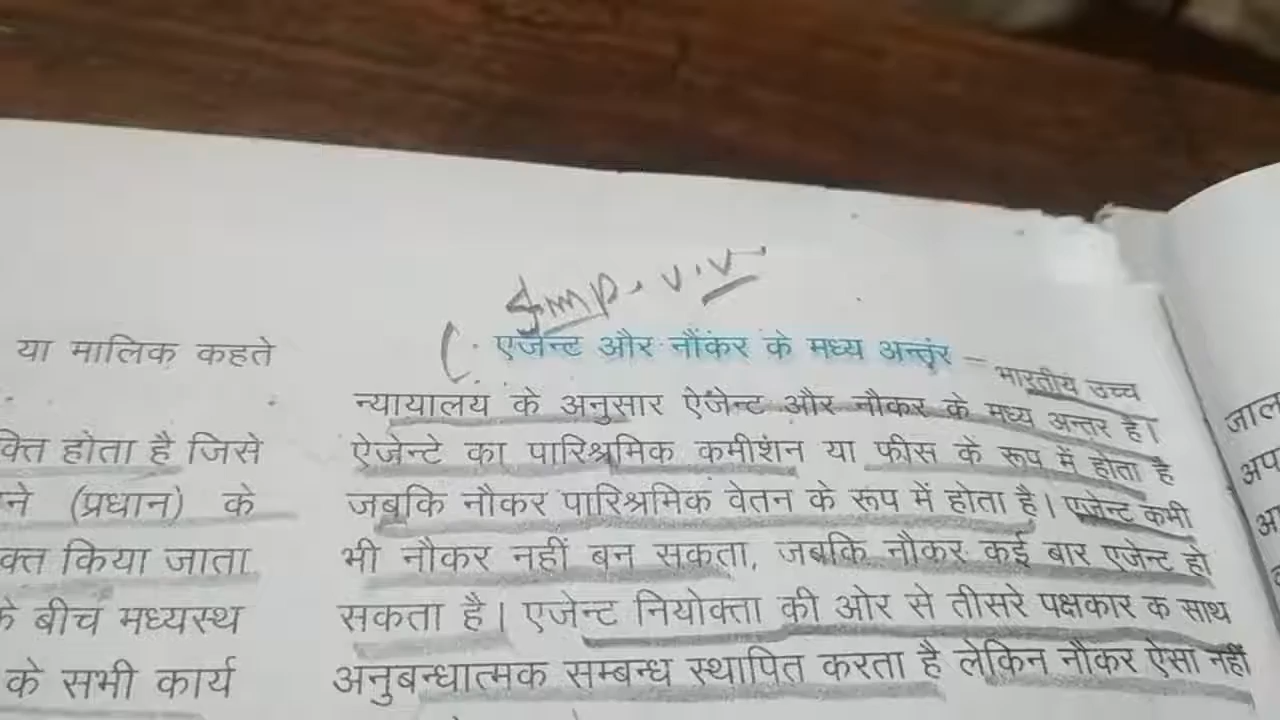 Imp. v.v
या मालिक कहते
क्ति होता है जिसे
ने (प्रधान) के
क्त किया जाता
के बीच मध्यस्थ
के सभी कार्य
एजेन्ट और नौंकर के मध्य अन्तर – भारतीय उच्च
न्यायालय के अनुसार ऐजेन्ट और नौकर के मध्य अन्तर है।
ऐजेन्टे का पारिश्रमिक कमीशन या फीस के रूप में होता है
जबकि नौकर पारिश्रमिक वेतन के रूप में होता है। एजेन्ट कमी
भी नौकर नहीं बन सकता, जबकि नौकर कई बार एजेन्ट हो
सकता है। एजेन्ट नियोक्ता की ओर से तीसरे पक्षकार क साथ
अनुबन्धात्मक सम्बन्ध स्थापित करता है लेकिन नौकर ऐसा नहीं
जाल
अप